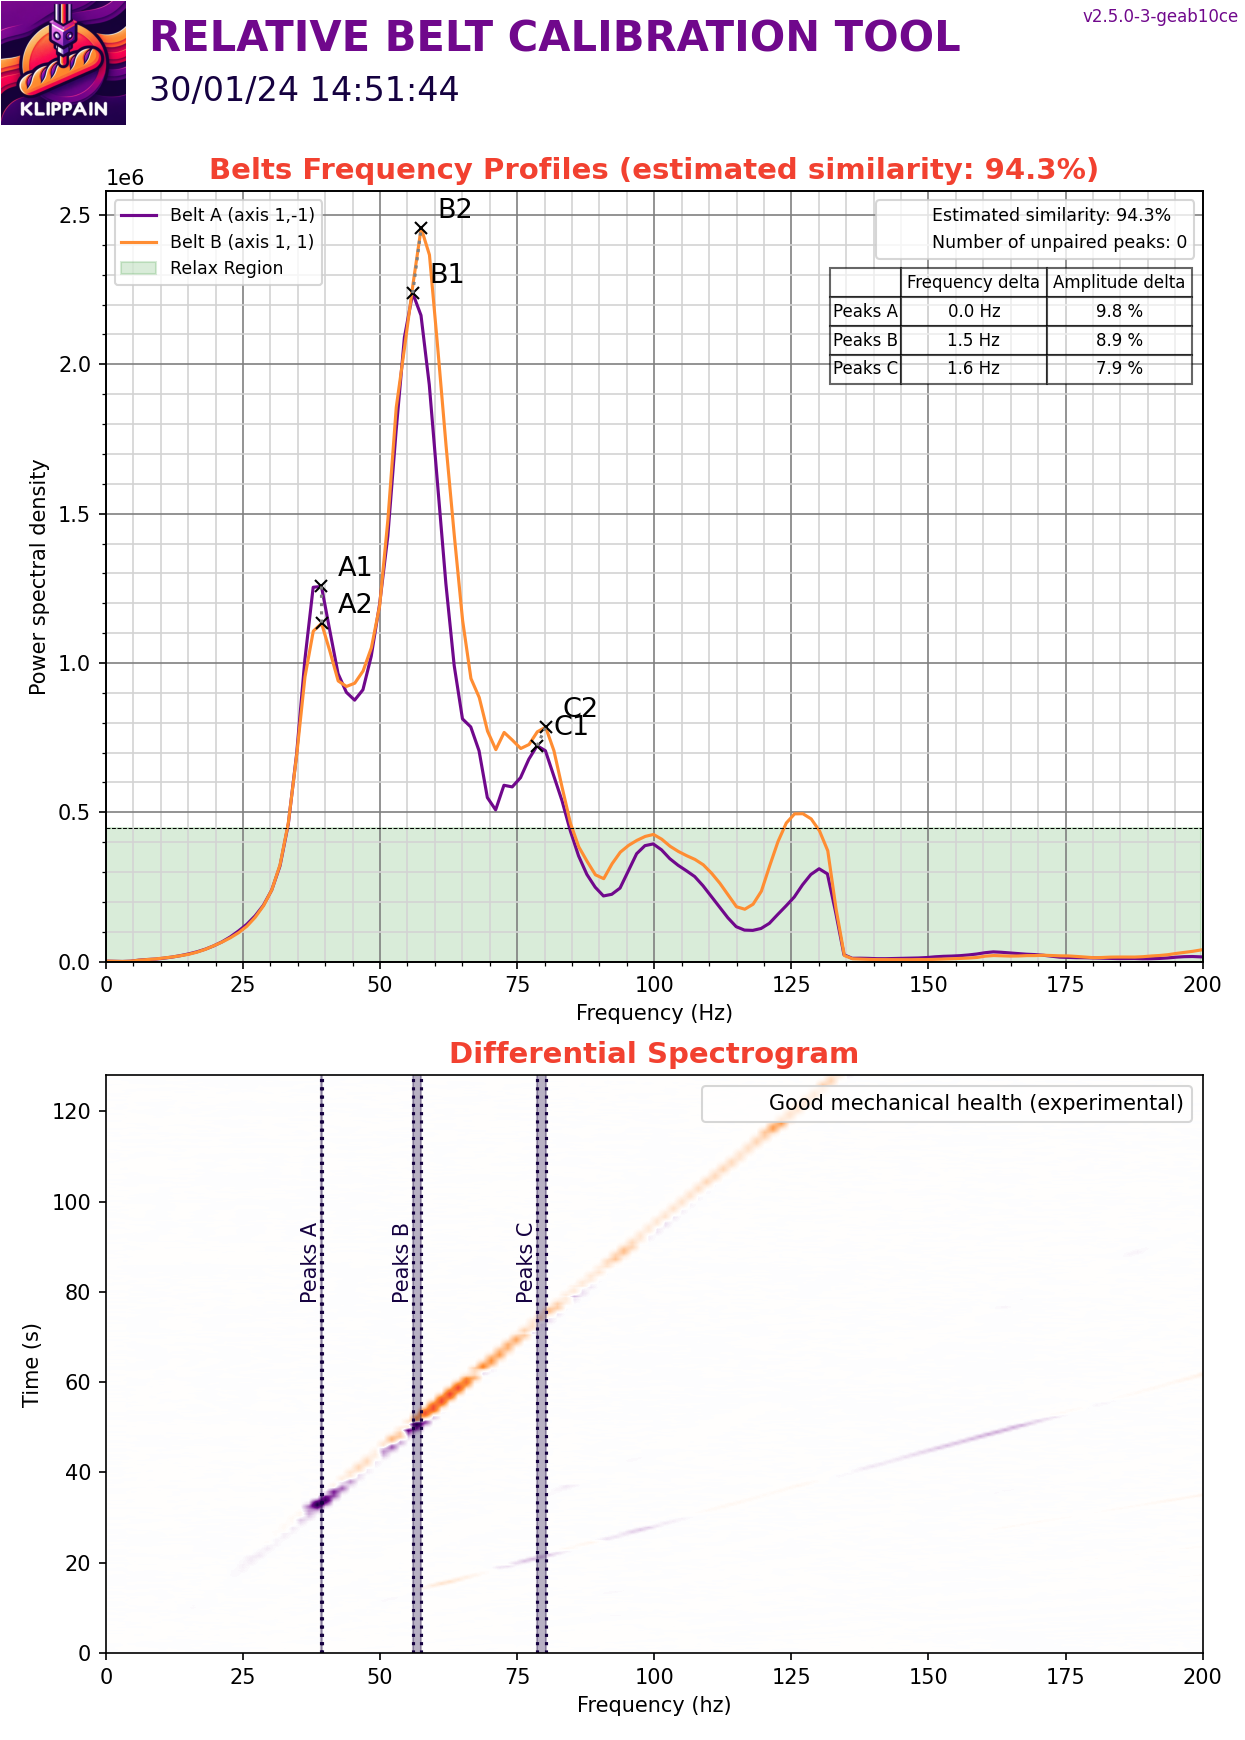 KLIPPAIN
RELATIVE BELT CALIBRATION TOOL
v2.5.0-3-geab10ce
30/01/24 14:51:44
Belts Frequency Profiles (estimated similarity: 94.3%)
1e6
Belt A (axis 1,-1)
Belt B (axis 1, 1)
Relax Region
Estimated similarity: 94.3%
Number of unpaired peaks: 0
Frequency delta Amplitude delta
Peaks A 0.0 Hz 9.8 %
Peaks B 1.5 Hz 8.9 %
Peaks C 1.6 Hz 7.9 %
B2
B1
A1
A2
C2
C1
Power spectral density
2.5
2.0
1.5
1.0
0.5
0.0
0 25 50 75 100 125 150 175 200
Frequency (Hz)
Differential Spectrogram
Good mechanical health (experimental)
Peaks A
Peaks B
Peaks C
Time (s)
120
100
80
60
40
20
0
0 25 50 75 100 125 150 175 200
Frequency (hz)